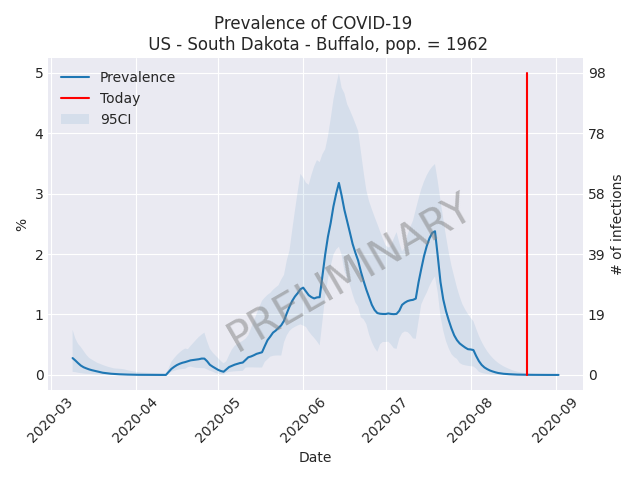 Prevalence of COVID-19
US - South Dakota - Buffalo, pop. = 1962
Prevalence
Today
95CI
5
4
3
2
1
0
%
98
78
58
39
19
0
# of infections
PRELIMINARY
2020-03
2020-04
2020-05
2020-06
2020-07
2020-08
2020-09
Date